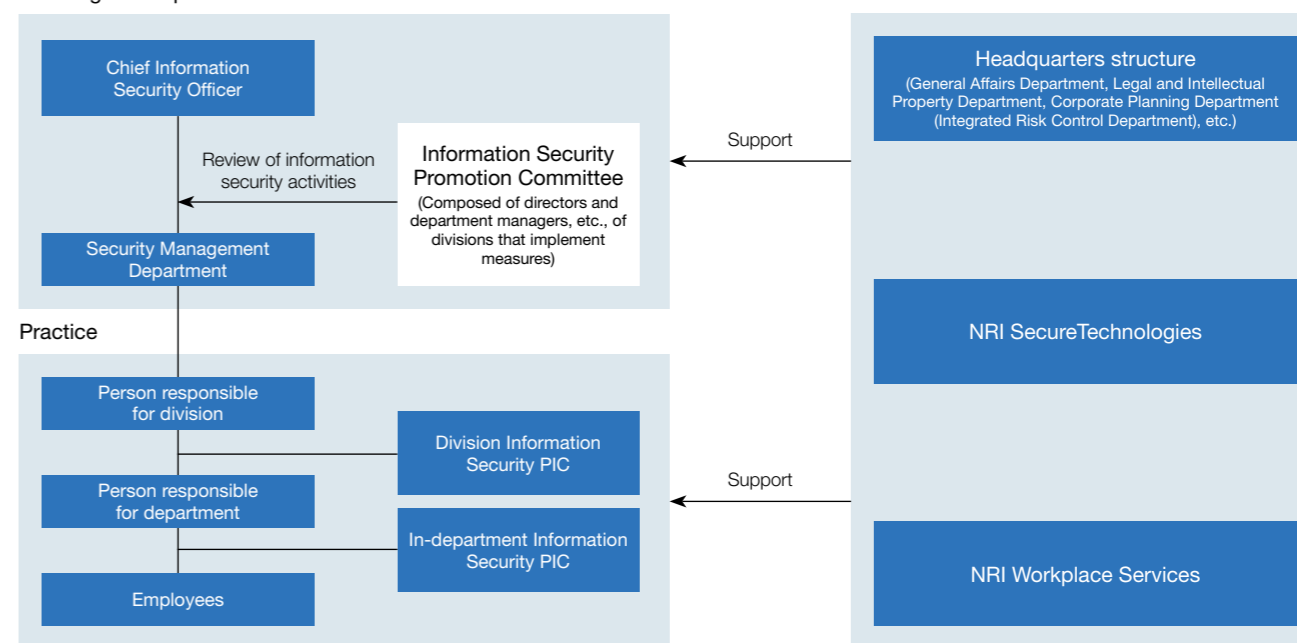 Chief Information
Security Officer
Review of information
security activities
Information Security
Promotion Committee
(Composed of directors and
department managers, etc., of
divisions that implement
measures)
Security Management
Department
Practice
Person responsible
for division
Division Information
Security PIC
Person responsible
for department
In-department Information
Security PIC
Employees
Support
Support
Headquarters structure
(General Affairs Department, Legal and Intellectual
Property Department, Corporate Planning Department
(Integrated Risk Control Department), etc.)
NRI SecureTechnologies
NRI Workplace Services